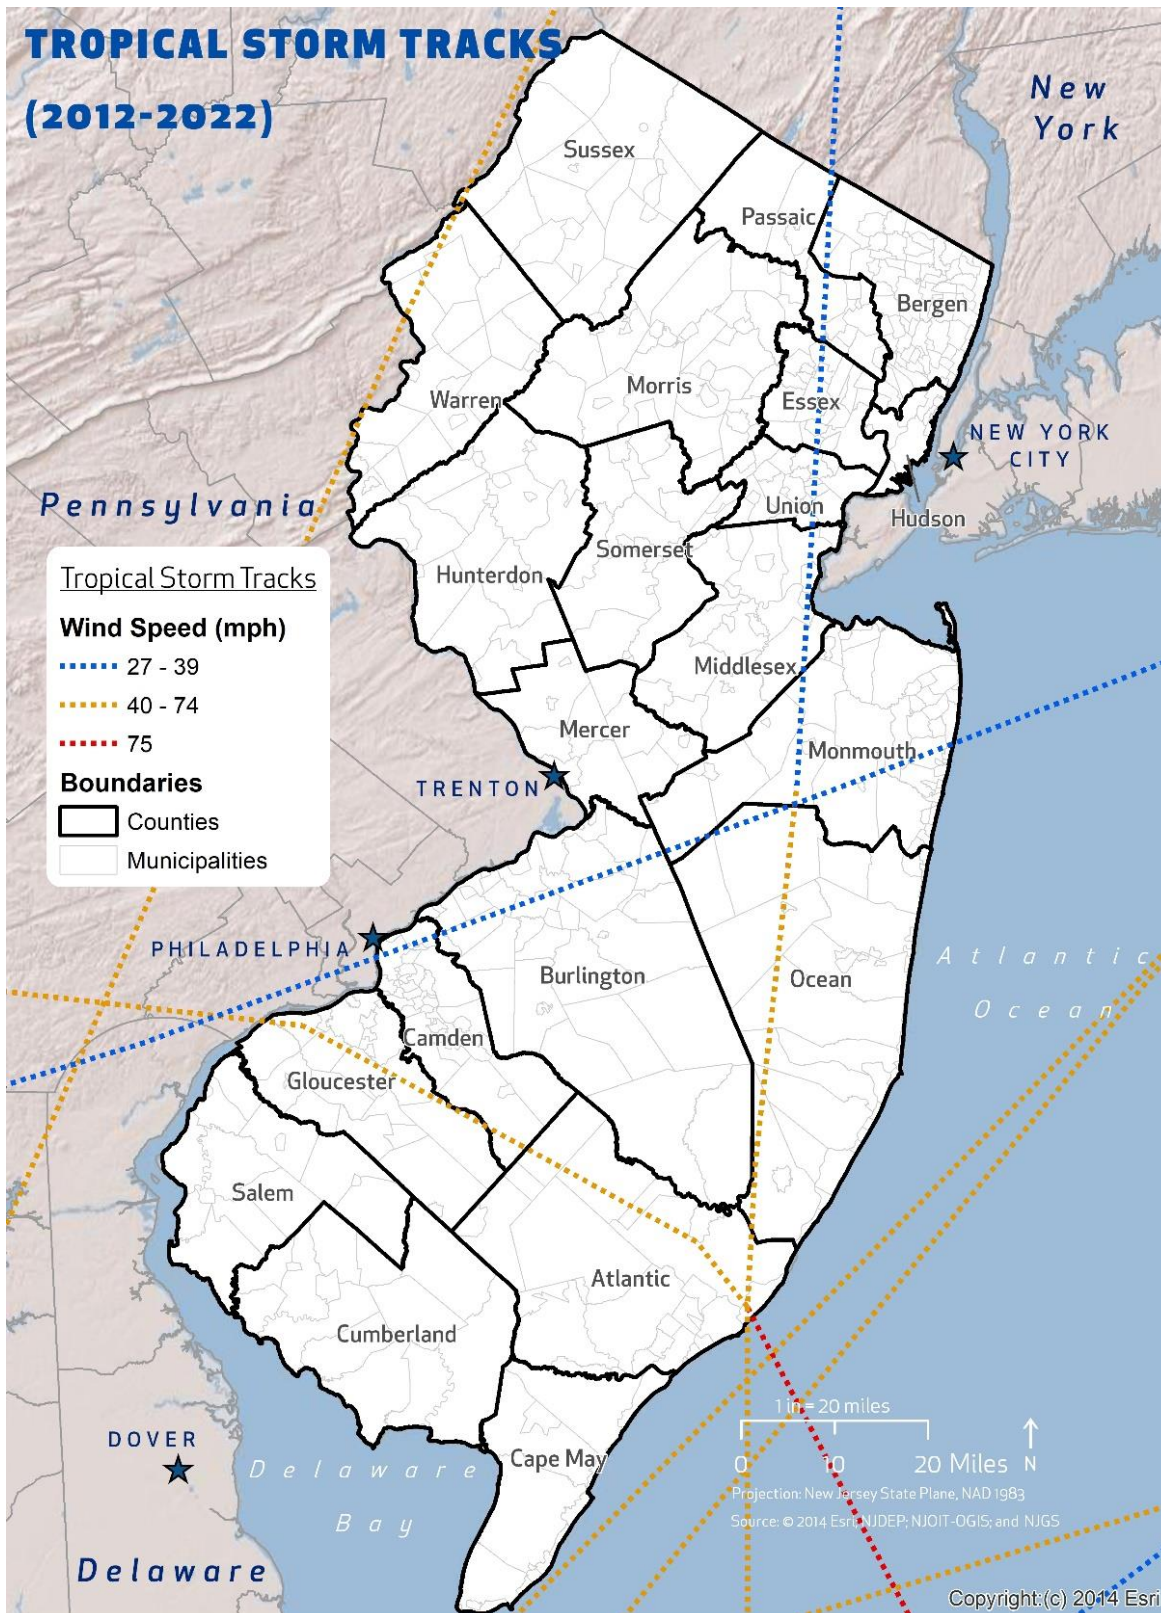 TROPICAL STORM TRACKS
(2012-2022)
New
York
Sussex
Passaic
Bergen
Warren
Morris
Essex
NEW YORK
CITY
Pennsylvania
Union
Hudson
Somerset
Hunterdon
Tropical Storm Tracks
Wind Speed (mph)
27 - 39
40 - 74
75
Boundaries
Counties
Municipalities
Middlesex
Mercer
Monmouth
TRENTON
PHILADELPHIA
Burlington
Ocean
Atlantic
Ocean
Camden
Gloucester
Salem
Atlantic
Cumberland
1 in = 20 miles
0 10 20 Miles N
DOVER
Delaware
Bay
Cape May
Projection: New Jersey State Plane, NAD 1983
Source: © 2014 Esri; NJDEP; NJOIT-OGIS; and NJGS
Delaware
Copyright:(c) 2014 Esri